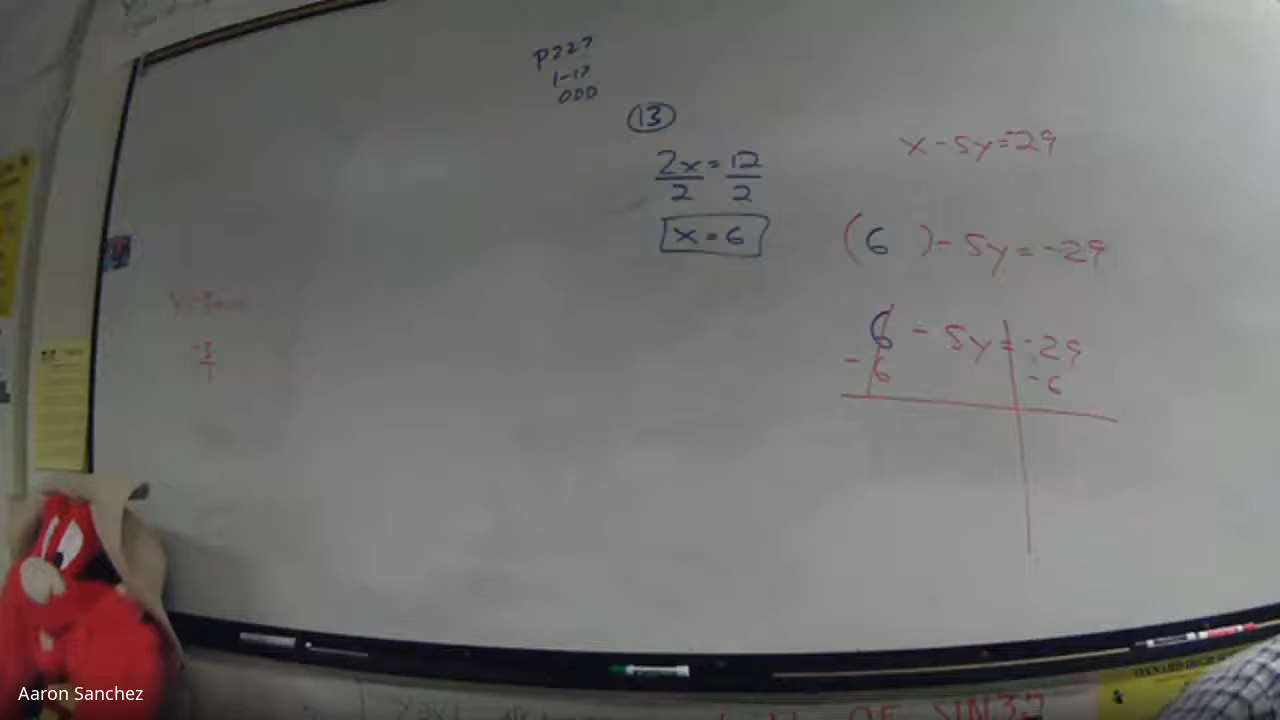 P727
1-17
ODD
13
2x = 12
2 2
x = 6
x - 5y = -29
(6 ) - 5y = -29
6 - 5y = -29
- 6 - 6
Aaron Sanchez